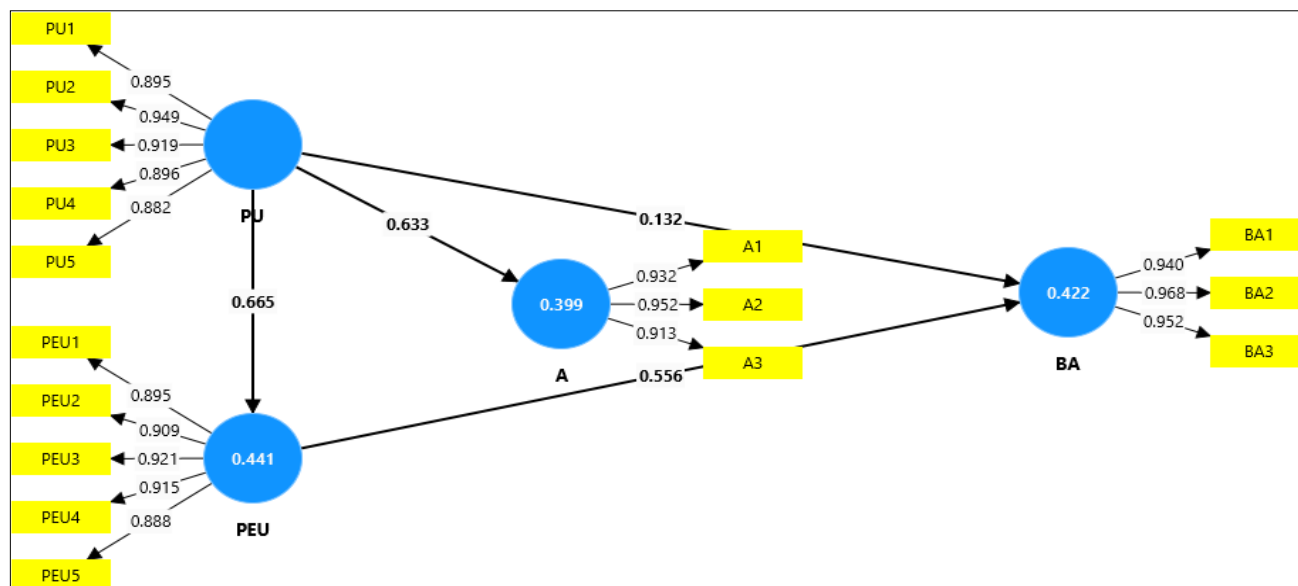 PU1
0.895
PU2
0.949
PU3
0.919
PU4
0.896
0.882
PU5
PU
0.633
0.132
0.665
A1
0.932
A2
0.952
A3
0.913
0.399
A
BA1
0.940
BA2
0.968
BA3
0.952
0.422
BA
0.556
PEU1
0.895
PEU2
0.909
PEU3
0.921
PEU4
0.915
0.888
PEU5
0.441
PEU